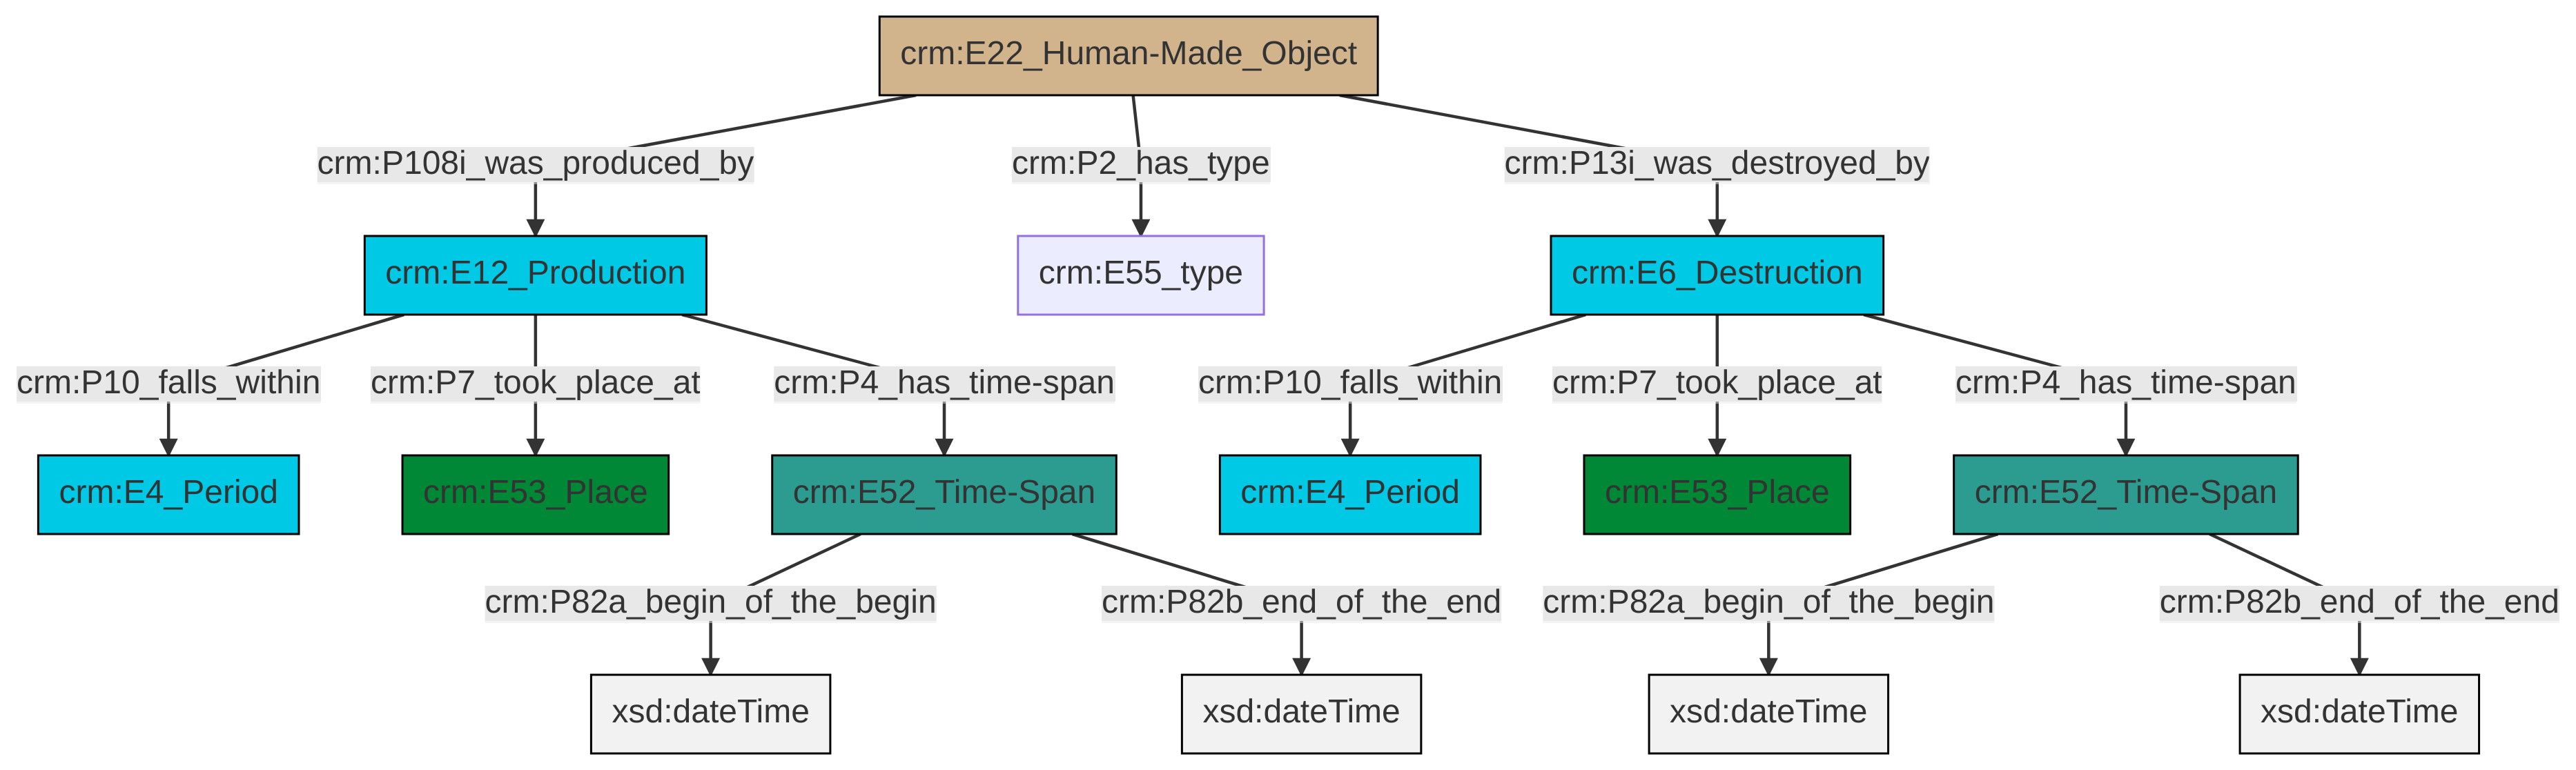 crm:E22_Human-Made_Object
crm:P108i_was_produced_by
crm:P2_has_type
crm:P13i_was_destroyed_by
crm:E12_Production
crm:E55_type
crm:E6_Destruction
crm:P10_falls_within
crm:P7_took_place_at
crm:P4_has_time-span
crm:P10_falls_within
crm:P7_took_place_at
crm:P4_has_time-span
crm:E4_Period
crm:E53_Place
crm:E52_Time-Span
crm:E4_Period
crm:E53_Place
crm:E52_Time-Span
crm:P82a_begin_of_the_begin
crm:P82b_end_of_the_end
crm:P82a_begin_of_the_begin
crm:P82b_end_of_the_end
xsd:dateTime
xsd:dateTime
xsd:dateTime
xsd:dateTime